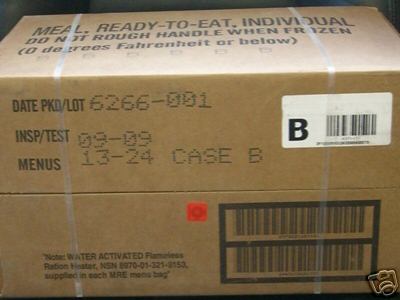 MEAL, READY-TO-EAT, INDIVIDUAL
DO NOT ROUGH HANDLE WHEN FROZEN
(0 degrees Fahrenheit or below)
DATE PKD/LOT 6266-001
INSP/TEST 09-09
MENUS 13-24 CASE B
B
"Note: WATER ACTIVATED Flameless
Ration Heater, NSN 8970-01-321-9153,
supplied in each MRE menu bag"